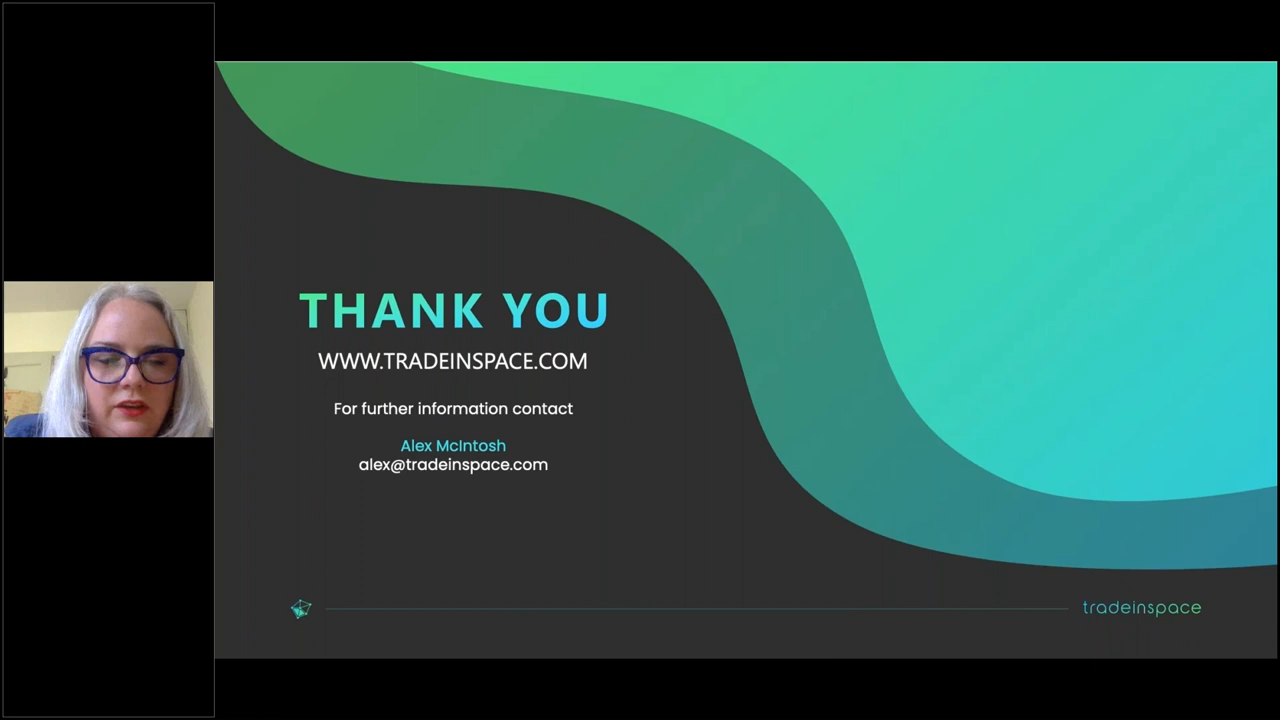 THANK YOU
WWW.TRADEINSPACE.COM
For further information contact
Alex McIntosh
alex@tradeinspace.com
tradeinspace